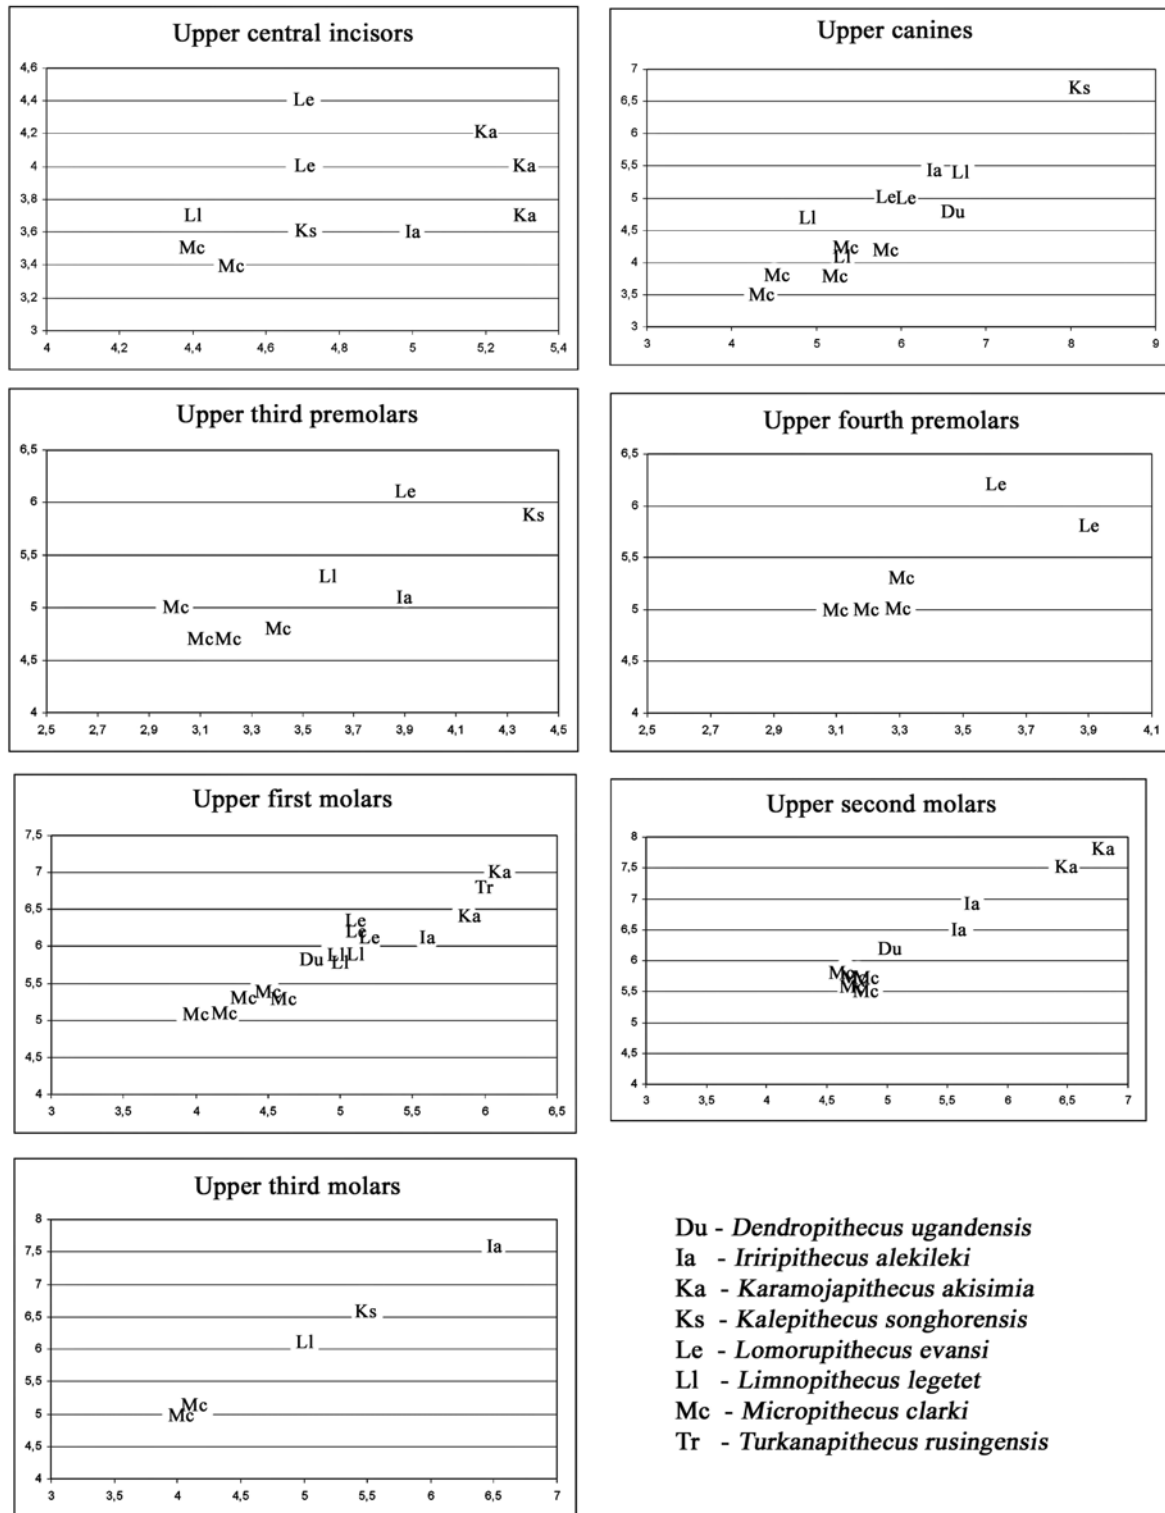 Upper central incisors
4,6
4,4
4,2
4
3,8
3,6
3,4
3,2
3
Le
Ka
Le
Ka
Ll
Ka
Ks
Ia
Mc
Mc
4
4,2
4,4
4,6
4,8
5
5,2
5,4
Upper canines
7
6,5
6
5,5
5
4,5
4
3,5
3
Ks
Ia
Ll
Le
Le
Du
Ll
Mc
Mc
Ll
Mc
Mc
Mc
3
4
5
6
7
8
9
Upper third premolars
6,5
6
5,5
5
4,5
4
Le
Ks
Ll
Ia
Mc
Mc
Mc
Mc
2,5
2,7
2,9
3,1
3,3
3,5
3,7
3,9
4,1
4,3
4,5
Upper fourth premolars
6,5
6
5,5
5
4,5
4
Le
Le
Mc
Mc
Mc
Mc
2,5
2,7
2,9
3,1
3,3
3,5
3,7
3,9
4,1
Upper first molars
7,5
7
6,5
6
5,5
5
4,5
4
Ka
Tr
Ka
Le
Le
Le
Ia
Ll
Ll
Ll
Du
Mc
Mc
Mc
Mc
Mc
3
3,5
4
4,5
5
5,5
6
6,5
Upper second molars
8
7,5
7
6,5
6
5,5
5
4,5
4
Ka
Ka
Ia
Ia
Du
Mc
Mc
Mc
Mc
Mc
3
3,5
4
4,5
5
5,5
6
6,5
7
Upper third molars
8
7,5
7
6,5
6
5,5
5
4,5
4
Ia
Ks
Ll
Mc
Mc
3
3,5
4
4,5
5
5,5
6
6,5
7
Du - Dendropithecus ugandensis
Ia - Iriripithecus alekileki
Ka - Karamojapithecus akisimia
Ks - Kalepithecus songhorensis
Le - Lomorupithecus evansi
Ll - Limnopithecus legetet
Mc - Micropithecus clarki
Tr - Turkanapithecus rusingensis